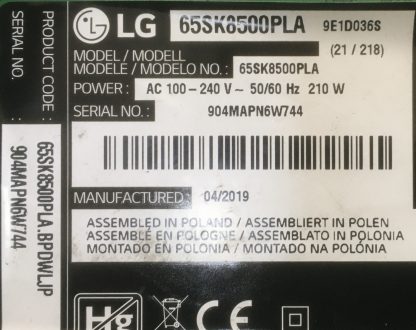 LG 65SK8500PLA 9E1D036S
(21 / 218)
MODEL / MODELL
MODELE / MODELO NO. : 65SK8500PLA
POWER : AC 100-240 V ~ 50/60 Hz 210 W
SERIAL NO. : 904MAPN6W744
MANUFACTURED : 04/2019
ASSEMBLED IN POLAND / ASSEMBLIERT IN POLEN
ASSEMBLÉ EN POLOGNE / ASSEMBLATO IN POLONIA
MONTADO EN POLONIA / MONTADO NA POLÓNIA
Hg
CE
PRODUCT CODE : 65SK8500PLA.BPDWLJP
SERIAL NO. : 904MAPN6W744